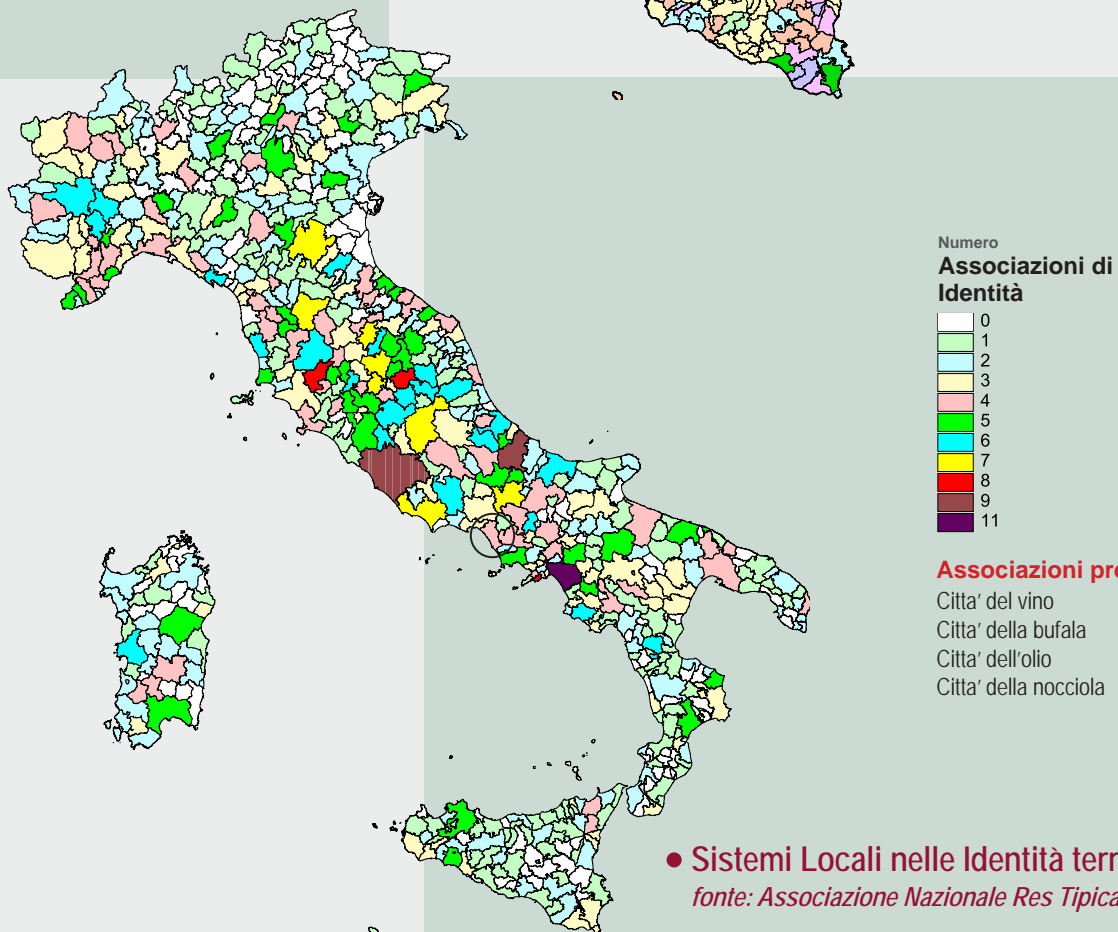 Numero
Associazioni di
Identità
0
1
2
3
4
5
6
7
8
9
11
Associazioni pre
Citta' del vino
Citta' della bufala
Citta' dell'olio
Citta' della nocciola
• Sistemi Locali nelle Identità terr
fonte: Associazione Nazionale Res Tipica